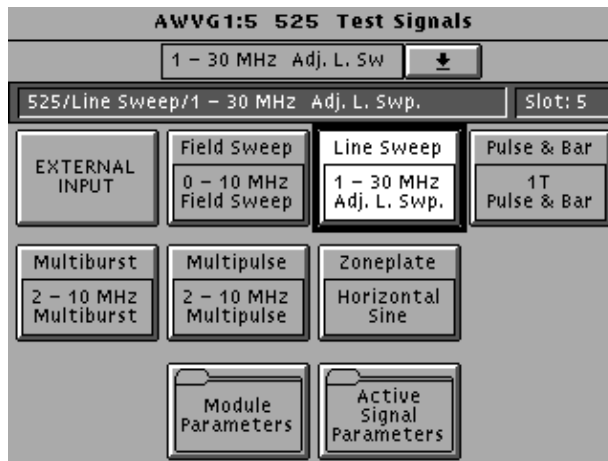 AWVG1:5 525 Test Signals
1 – 30 MHz Adj. L. Sw
525/Line Sweep/1 – 30 MHz Adj. L. Swp.
Slot: 5
EXTERNAL
INPUT
Field Sweep
0 – 10 MHz
Field Sweep
Line Sweep
1 – 30 MHz
Adj. L. Swp.
Pulse & Bar
1T
Pulse & Bar
Multiburst
2 – 10 MHz
Multiburst
Multipulse
2 – 10 MHz
Multipulse
Zoneplate
Horizontal
Sine
Module
Parameters
Active
Signal
Parameters